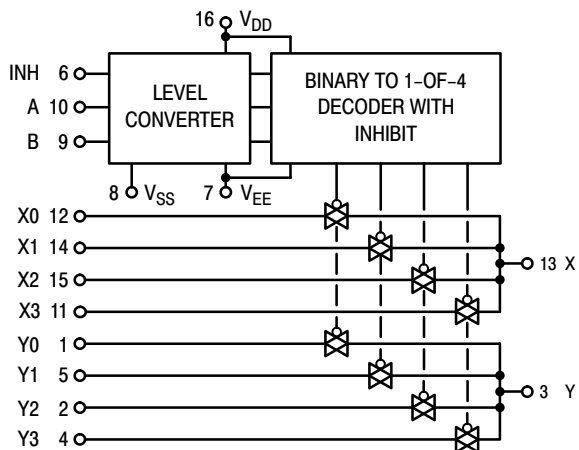 16 VDD
INH 6
A 10
B 9
LEVEL
CONVERTER
BINARY TO 1-OF-4
DECODER WITH
INHIBIT
8 VSS
7 VEE
X0 12
X1 14
X2 15
X3 11
13 X
Y0 1
Y1 5
Y2 2
Y3 4
3 Y